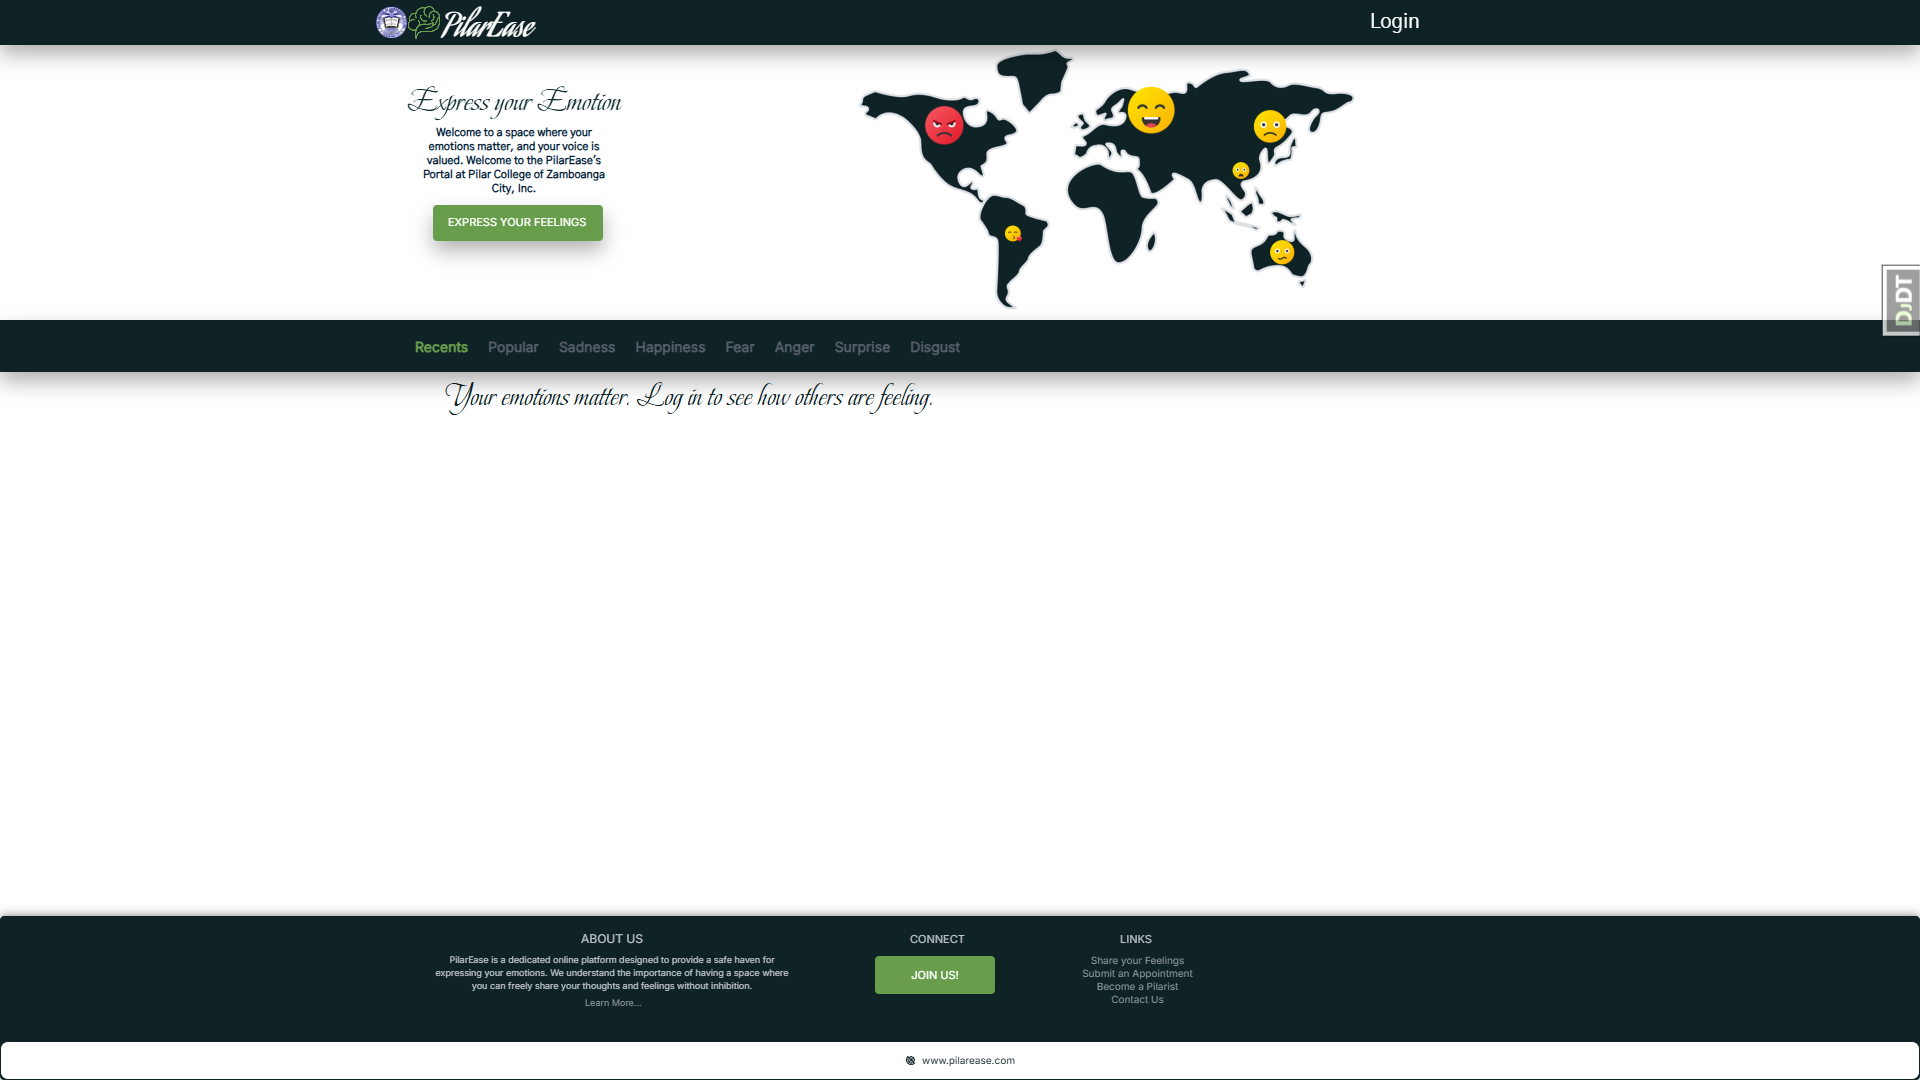 PilarEase
Login
Express your Emotion
Welcome to a space where your
emotions matter, and your voice is
valued. Welcome to the PilarEase's
Portal at Pilar College of Zamboanga
City, Inc.
EXPRESS YOUR FEELINGS
DJDT
Recents Popular Sadness Happiness Fear Anger Surprise Disgust
Your emotions matter. Log in to see how others are feeling.
ABOUT US
PilarEase is a dedicated online platform designed to provide a safe haven for
expressing your emotions. We understand the importance of having a space where
you can freely share your thoughts and feelings without inhibition.
Learn More...
CONNECT
JOIN US!
LINKS
Share your Feelings
Submit an Appointment
Become a Pilarist
Contact Us
www.pilarease.com